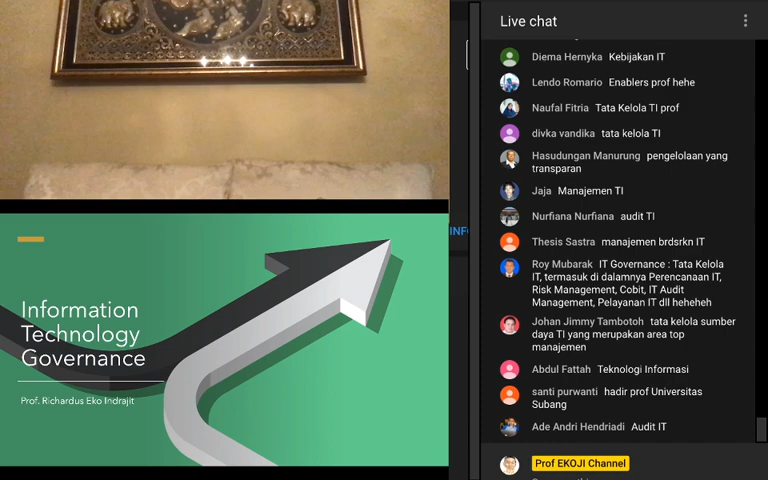 Live chat
Diema Hernyka Kebijakan IT
Lendo Romario Enablers prof hehe
Naufal Fitria Tata Kelola TI prof
divka vandika tata kelola TI
Hasudungan Manurung pengelolaan yang
transparan
Jaja Manajemen TI
Nurfiana Nurfiana audit TI
Thesis Sastra manajemen brdsrkn IT
Roy Mubarak IT Governance : Tata Kelola
IT, termasuk di dalamnya Perencanaan IT,
Risk Management, Cobit, IT Audit
Management, Pelayanan IT dll heheheh
Johan Jimmy Tambotoh tata kelola sumber
daya TI yang merupakan area top
manajemen
Abdul Fattah Teknologi Informasi
santi purwanti hadir prof Universitas
Subang
Ade Andri Hendriadi Audit IT
Prof EKOJI Channel
INF
Information
Technology
Governance
Prof. Richardus Eko Indrajit